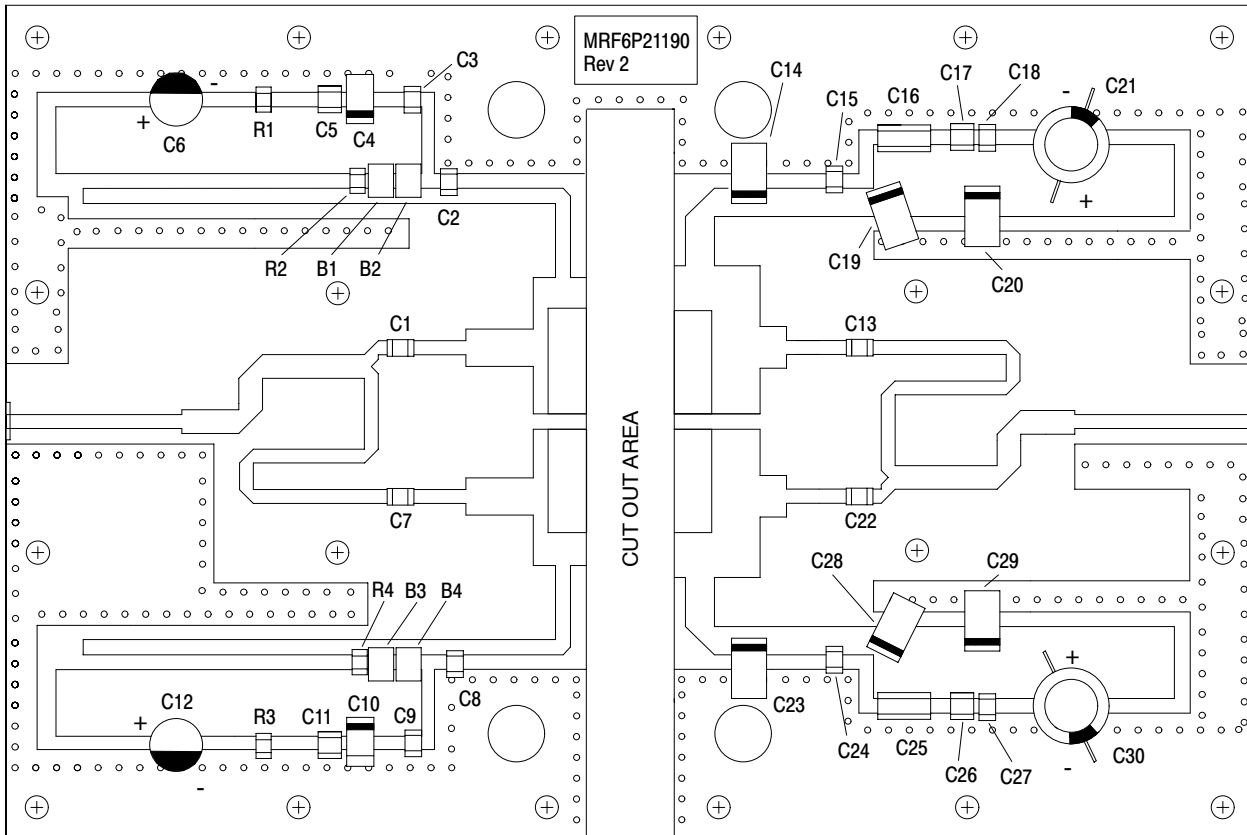 MRF6P21190
Rev 2
C3
C14
C15
C16
C17
C18
C21
-
+
C6
R1
C5
C4
-
+
C2
R2
B1
B2
C19
C20
C1
C13
CUT OUT AREA
C7
C22
R4
B3
B4
C28
C29
C12
+
-
R3
C11
C10
C9
C8
C23
C24
C25
C26
C27
+
-
C30